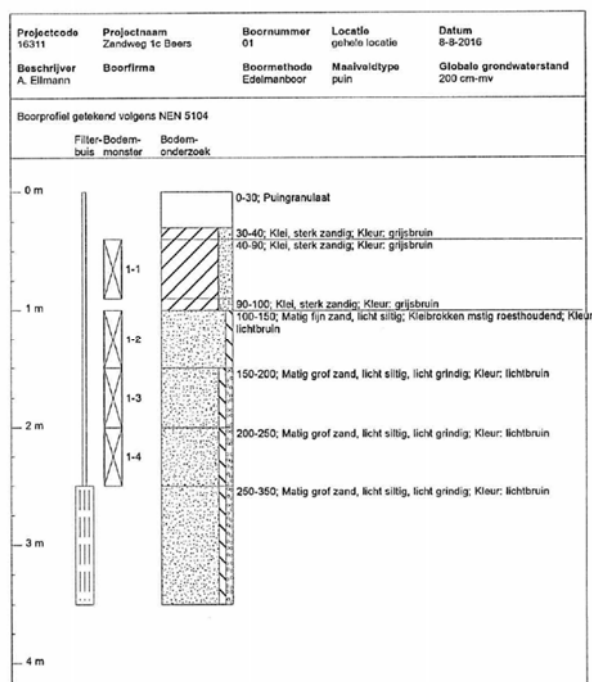 Projectcode Projectnaam Boornummer Locatie Datum
16311 Zandweg 1c Beers 01 gehele locatie 8-8-2016
Beschrijver Boorfirma Boormethode Maaiveldtype Globale grondwaterstand
A. Ellmann Edelmanboor puin 200 cm-mv
Boorprofiel getekend volgens NEN 5104
Filter- Bodem- Bodem-
buis monster onderzoek
0 m
0-30; Puingranulaat
30-40; Klei, sterk zandig; Kleur: grijsbruin
40-90; Klei, sterk zandig; Kleur: grijsbruin
1-1
90-100; Klei, sterk zandig; Kleur: grijsbruin
1 m
100-150; Matig fijn zand, licht siltig; Kleibrokken mstig roesthoudend; Kleur:
lichtbruin
1-2
150-200; Matig grof zand, licht siltig, licht grindig; Kleur: lichtbruin
1-3
2 m
200-250; Matig grof zand, licht siltig, licht grindig; Kleur: lichtbruin
1-4
250-350; Matig grof zand, licht siltig, licht grindig; Kleur: lichtbruin
3 m
4 m